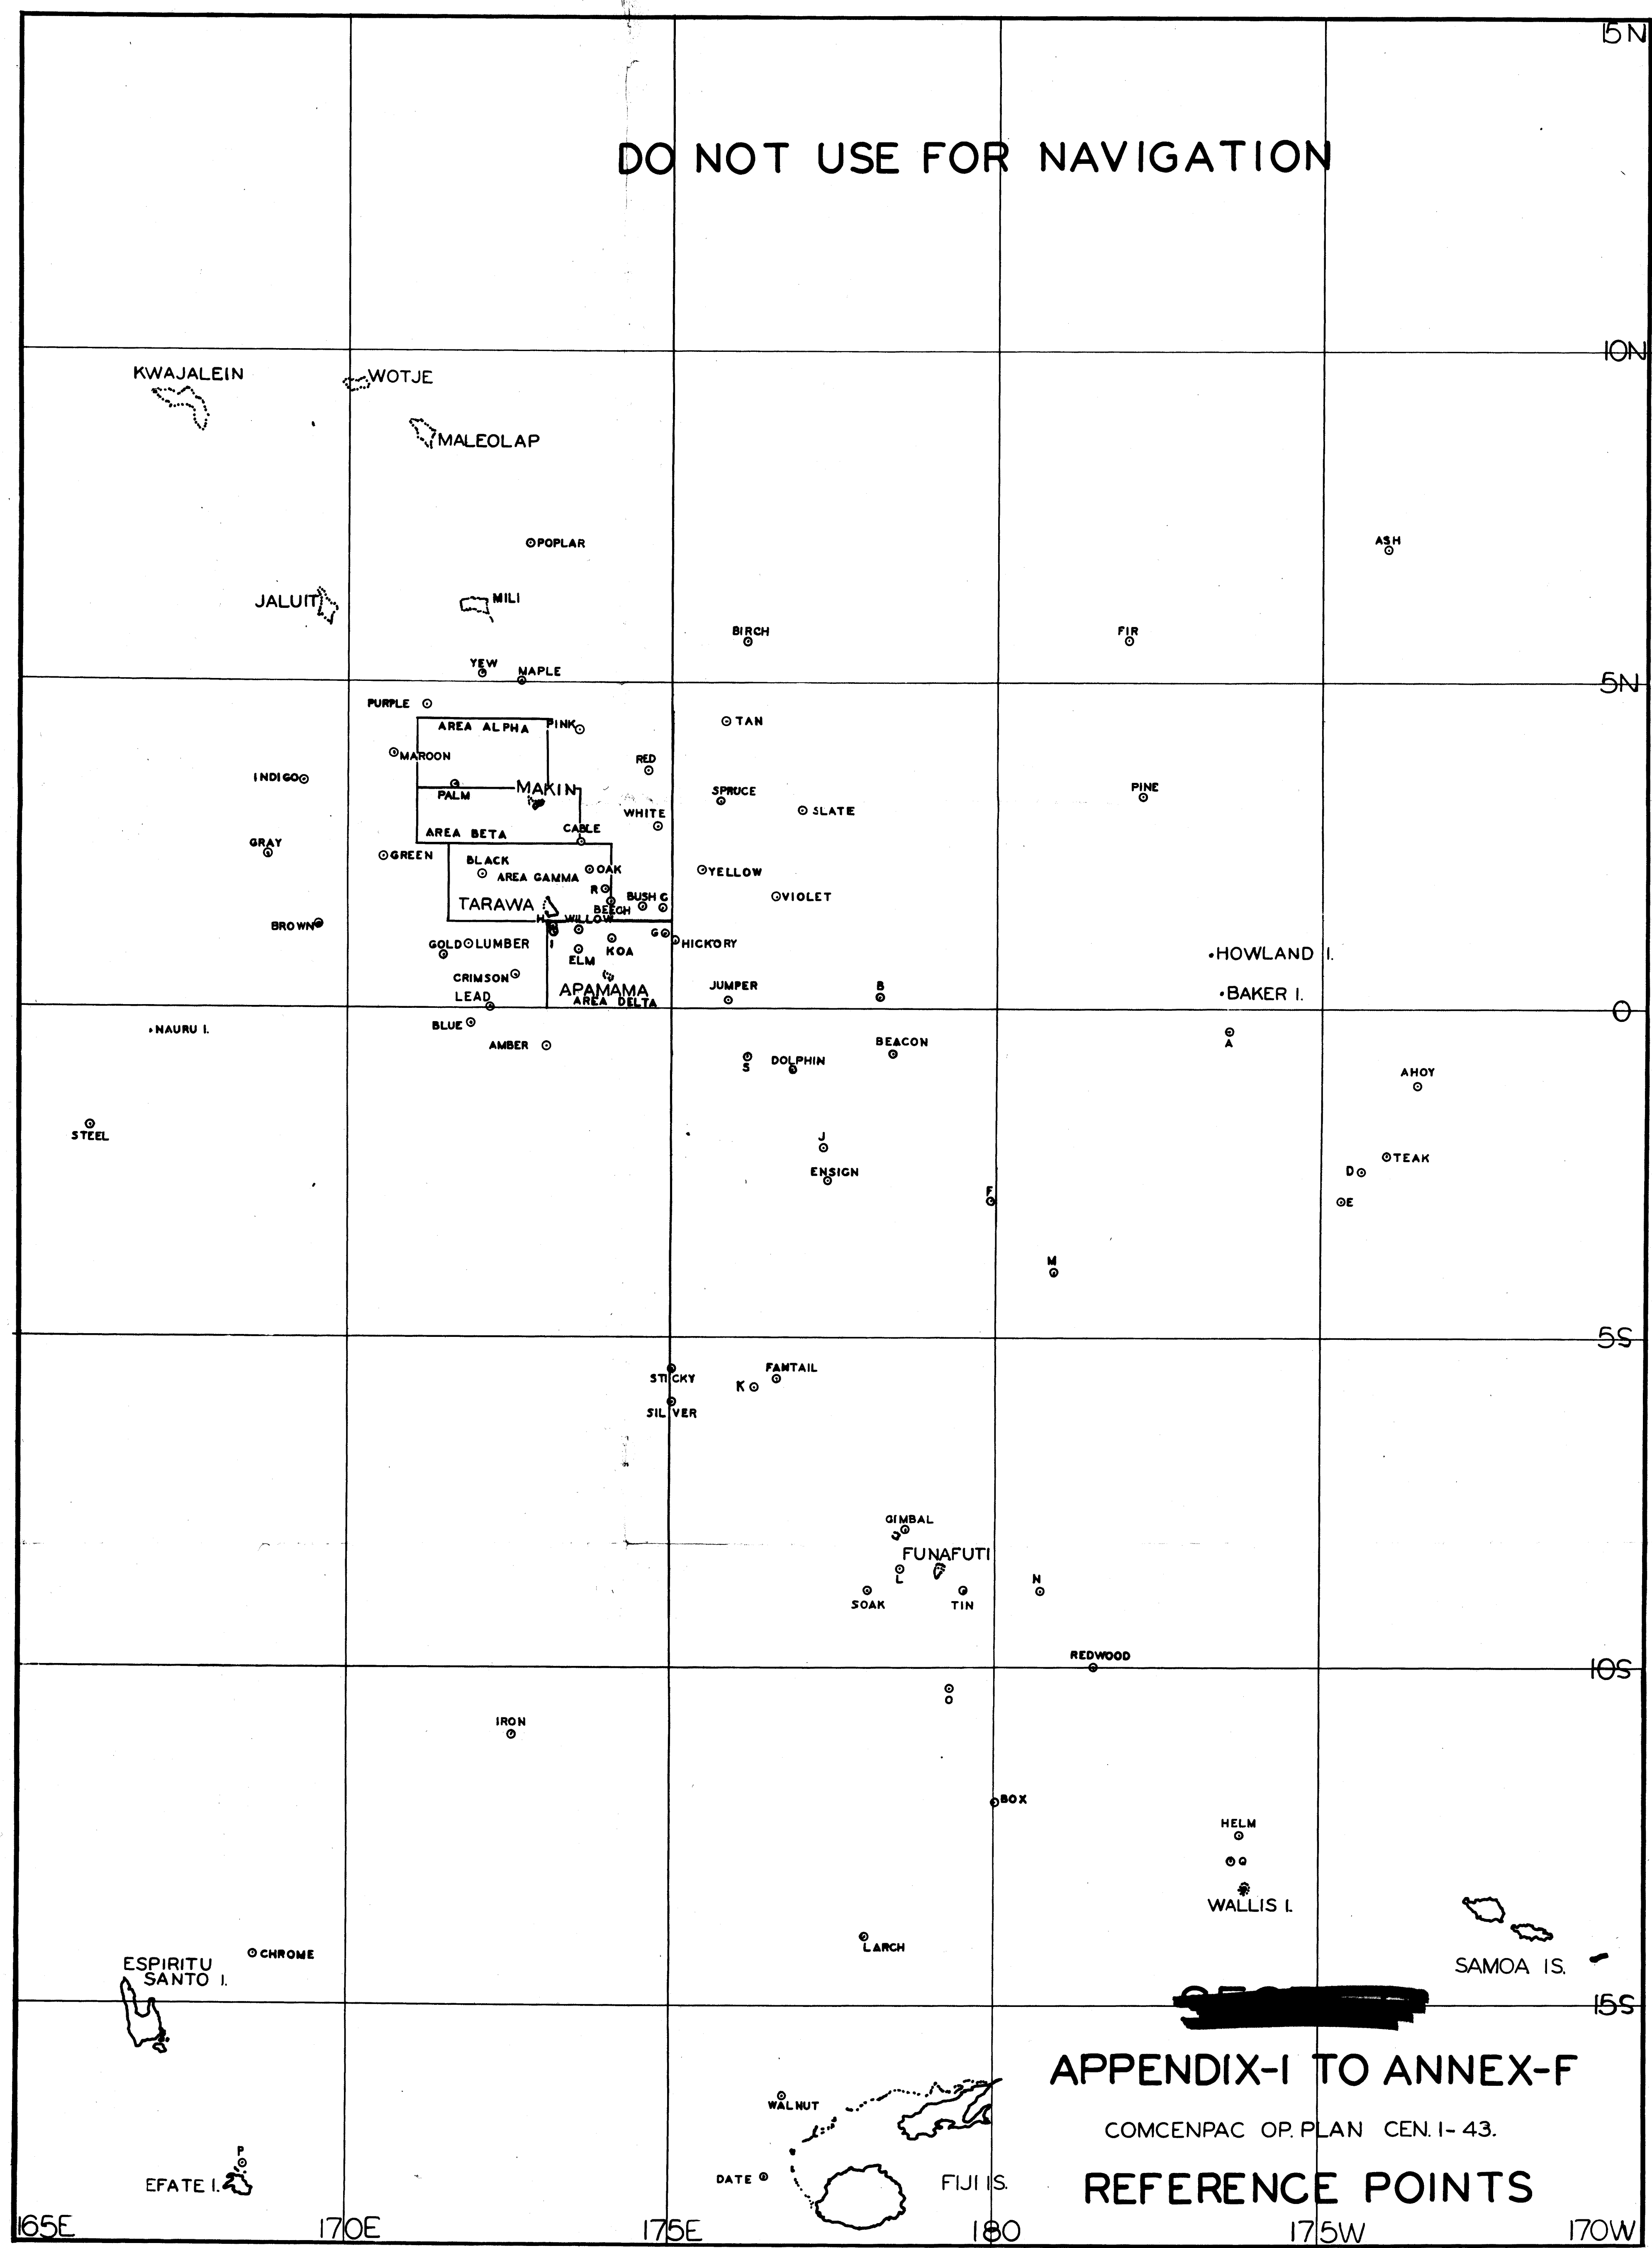 15N
DO NOT USE FOR NAVIGATION
10N
KWAJALEIN
WOTJE
MALEOLAP
POPLAR
ASH
JALUIT
MILI
BIRCH
FIR
YEW
MAPLE
5N
PURPLE
AREA ALPHA
PINK
TAN
MAROON
RED
INDIGO
PALM
MAKIN
SPRUCE
PINE
WHITE
SLATE
AREA BETA
CABLE
GRAY
GREEN
BLACK
OAK
YELLOW
AREA GAMMA
R
BUSH
C
VIOLET
TARAWA
BEECH
H
WILLOW
BROWN
G
GOLD
LUMBER
I
KOA
HICKORY
ELM
HOWLAND I.
CRIMSON
APAMAMA
JUMPER
B
BAKER I.
LEAD
AREA DELTA
0
NAURU I.
BLUE
AMBER
BEACON
A
S
DOLPHIN
AHOY
STEEL
J
TEAK
ENSIGN
D
F
E
M
5S
FANTAIL
STICKY
K
SILVER
GIMBAL
FUNAFUTI
L
N
SOAK
TIN
REDWOOD
10S
O
IRON
BOX
HELM
Q
WALLIS I.
LARCH
CHROME
ESPIRITU
SANTO I.
SAMOA IS.
15S
APPENDIX-I TO ANNEX-F
WALNUT
COMCENPAC OP. PLAN CEN. 1-43.
P
EFATE I.
DATE
FIJI IS.
REFERENCE POINTS
165E
170E
175E
180
175W
170W